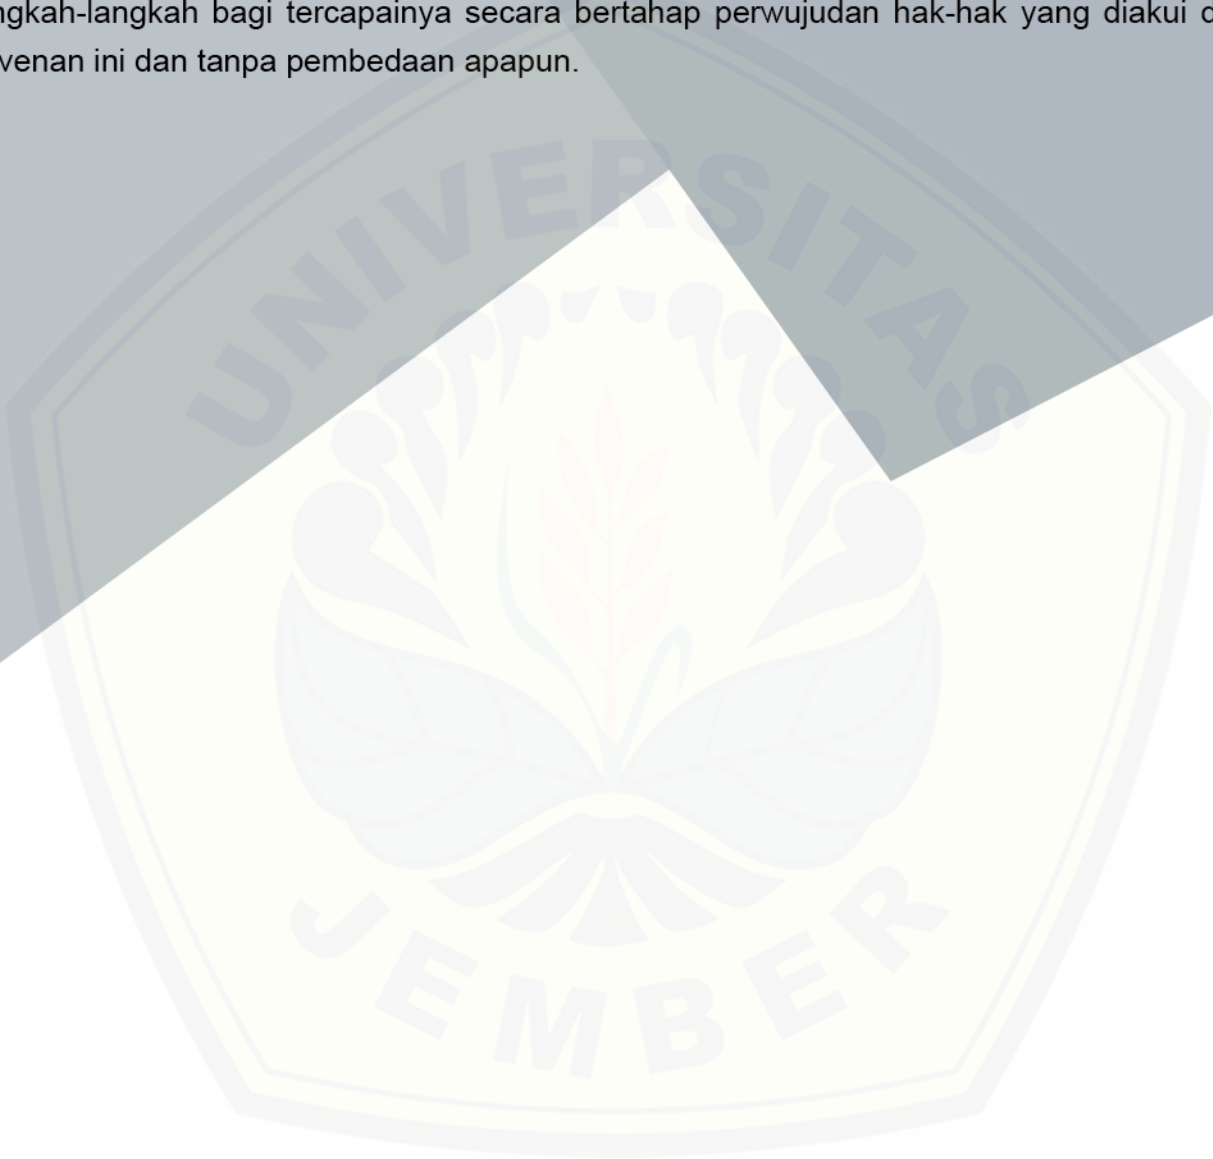 ngkah-langkah bagi tercapainya secara bertahap perwujudan hak-hak yang diakui d
venan ini dan tanpa pembedaan apapun.
UNIVERSITAS
JEMBER